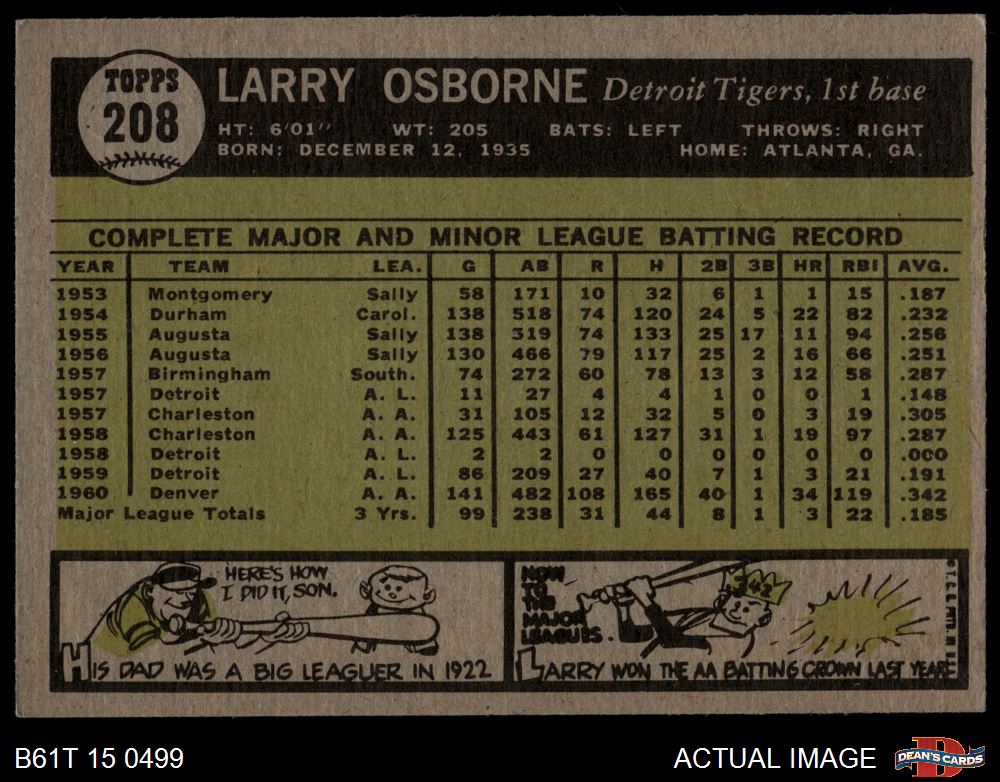 TOPPS
208
LARRY OSBORNE Detroit Tigers, 1st base
HT: 6'01" WT: 205 BATS: LEFT THROWS: RIGHT
BORN: DECEMBER 12, 1935 HOME: ATLANTA, GA.
COMPLETE MAJOR AND MINOR LEAGUE BATTING RECORD
YEAR TEAM LEA. G AB R H 2B 3B HR RBI AVG.
1953 Montgomery Sally 58 171 10 32 6 1 1 15 .187
1954 Durham Carol. 138 518 74 120 24 5 22 82 .232
1955 Augusta Sally 138 519 74 133 25 17 11 94 .256
1956 Augusta Sally 130 466 79 117 25 2 16 66 .251
1957 Birmingham South. 74 272 60 78 13 3 12 58 .287
1957 Detroit A. L. 11 27 4 4 1 0 0 1 .148
1957 Charleston A. A. 31 105 12 32 5 0 3 19 .305
1958 Charleston A. A. 125 443 61 127 31 1 19 97 .287
1958 Detroit A. L. 2 2 0 0 0 0 0 0 .000
1959 Detroit A. L. 86 209 27 40 7 1 3 21 .191
1960 Denver A. A. 141 482 108 165 40 1 34 119 .342
Major League Totals 3 Yrs. 99 238 31 44 8 1 3 22 .185
HERE'S HOW
I DID IT, SON.
HIS DAD WAS A BIG LEAGUER IN 1922
NOW
TO
THE
MAJOR
LEAGUES.
.342
LARRY WON THE AA BATTING CROWN LAST YEAR
B61T 15 0499
ACTUAL IMAGE
D
DEAN'S CARDS